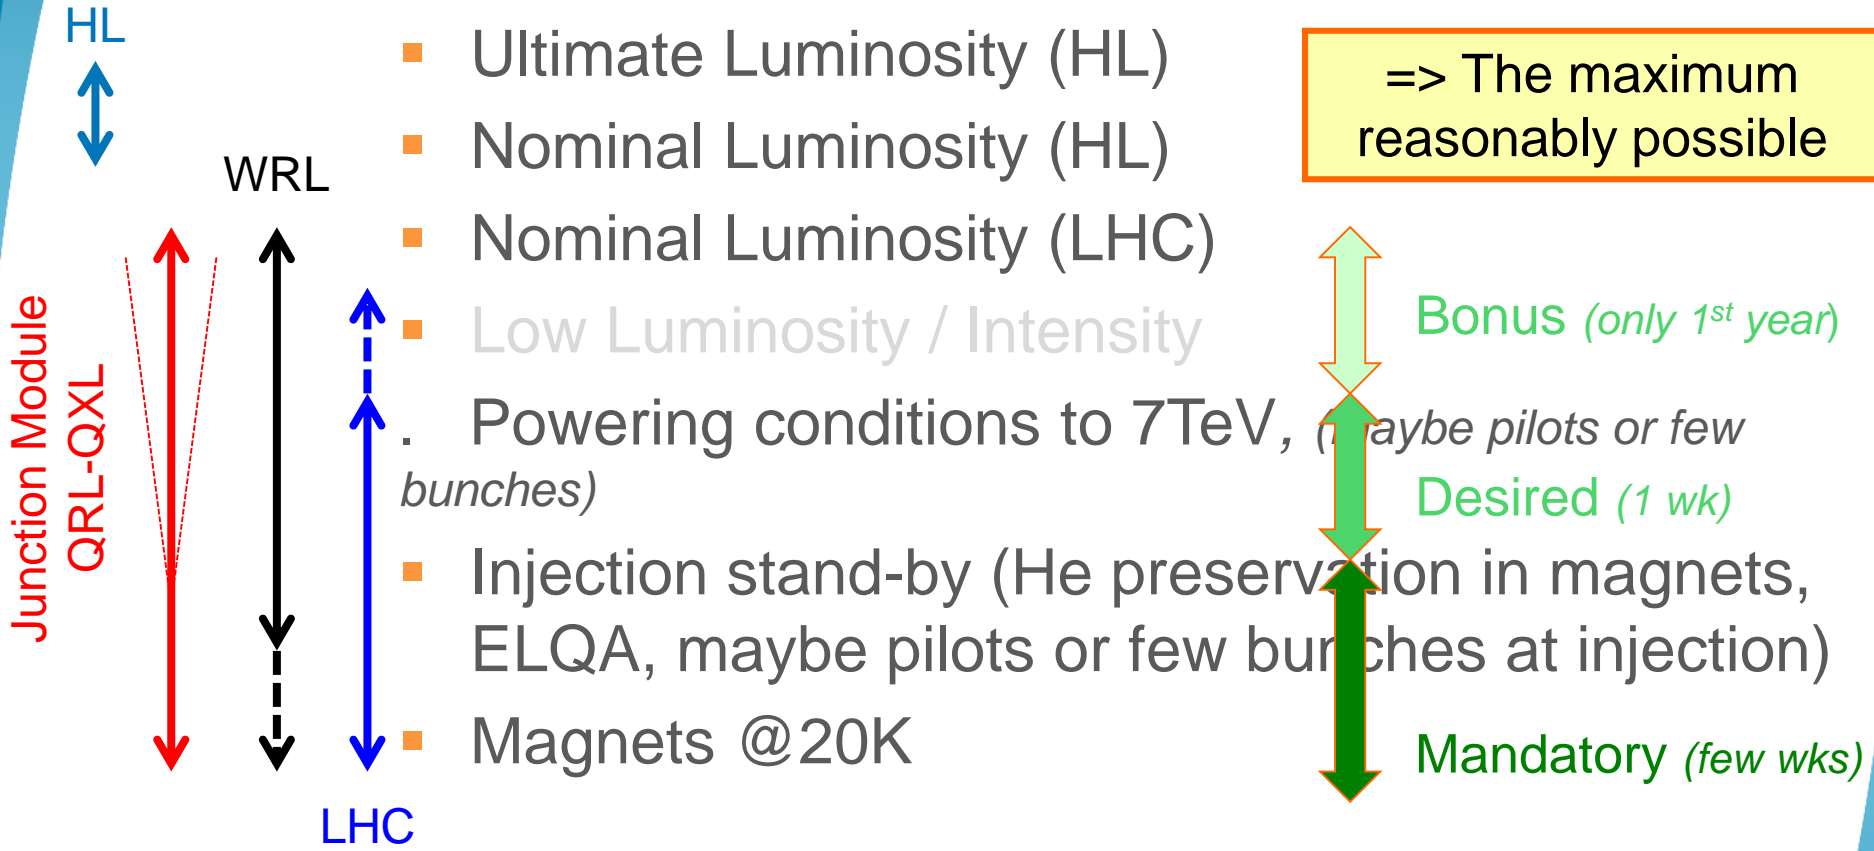 HL
Ultimate Luminosity (HL)
=> The maximum
reasonably possible
Nominal Luminosity (HL)
WRL
Nominal Luminosity (LHC)
Junction Module
QRL-QXL
Low Luminosity / Intensity
Bonus (only 1st year)
. Powering conditions to 7TeV, (maybe pilots or few
bunches)
Desired (1 wk)
Injection stand-by (He preservation in magnets,
ELQA, maybe pilots or few bunches at injection)
Magnets @20K
Mandatory (few wks)
LHC